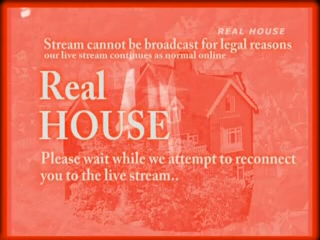 REAL HOUSE
Stream cannot be broadcast for legal reasons
our live stream continues as normal online
Real
HOUSE
Please wait while we attempt to reconnect
you to the live stream..